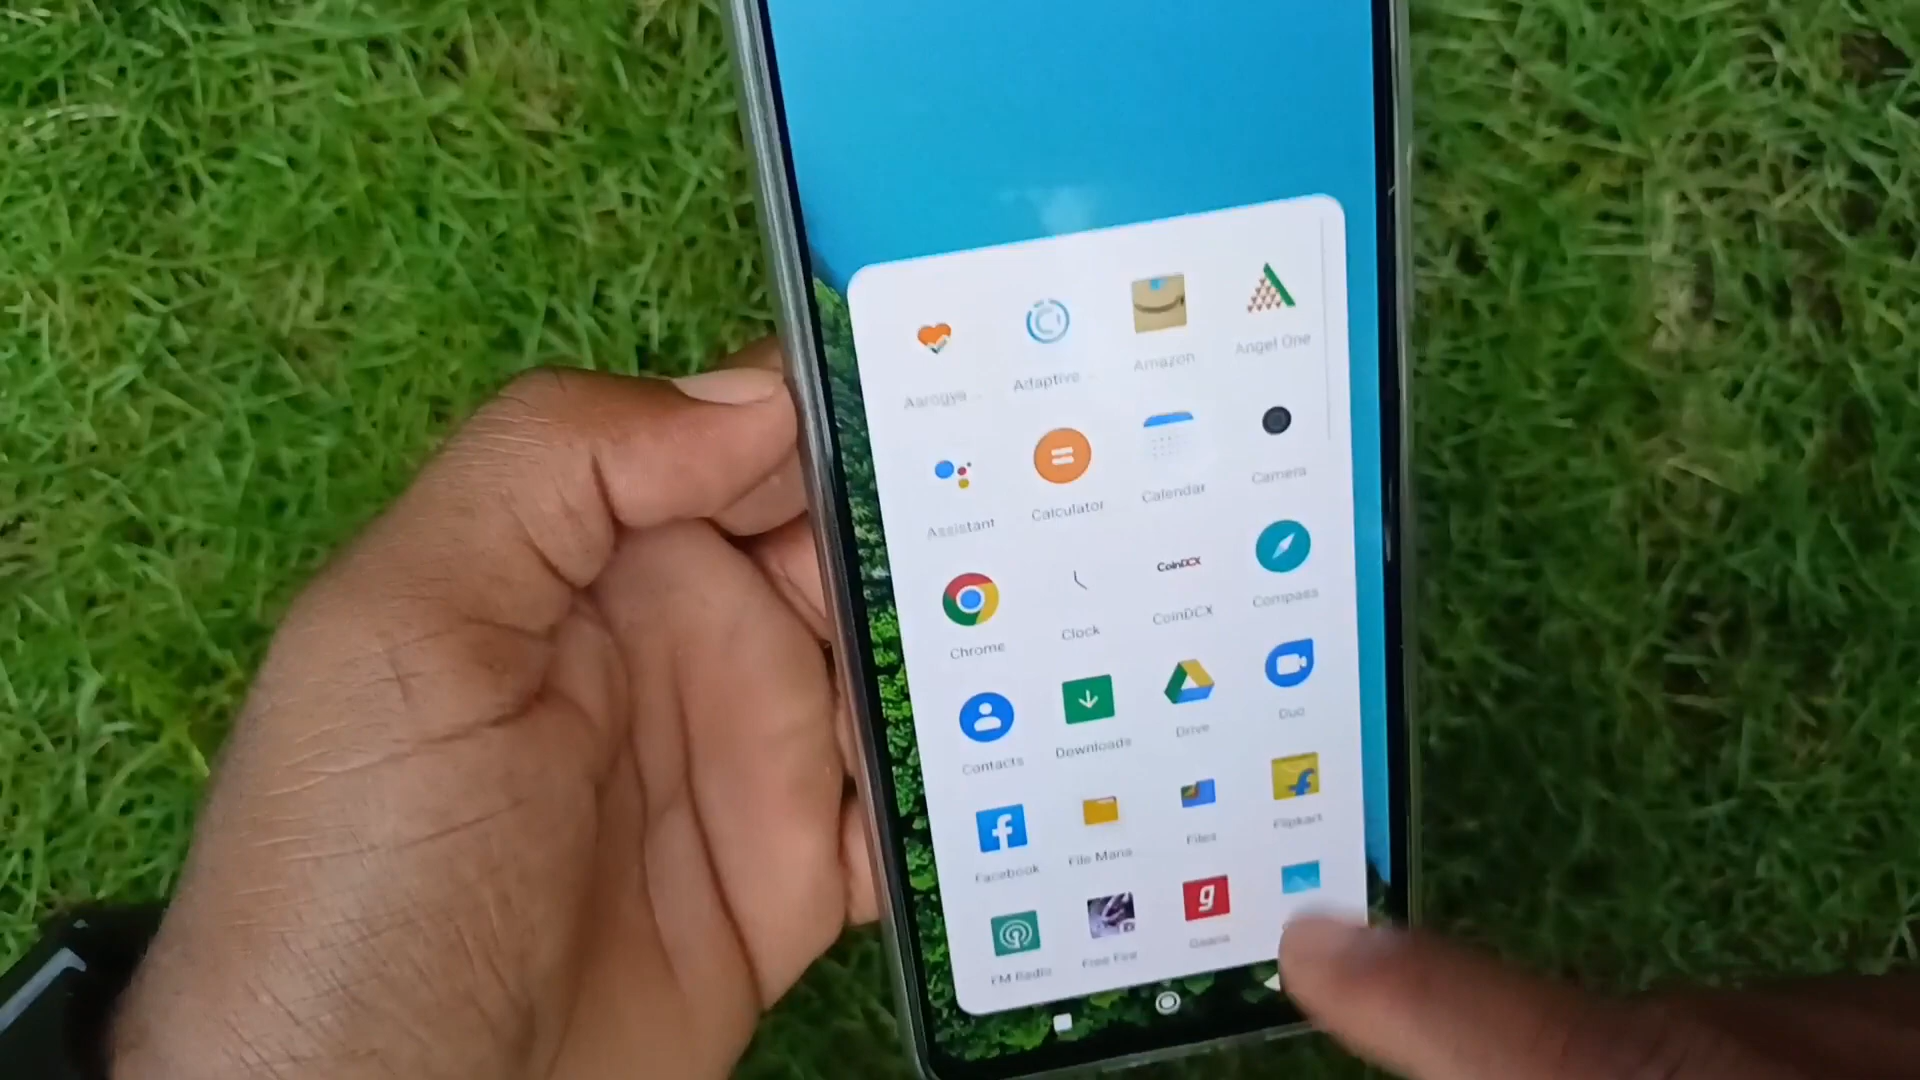 Aarogya ... Adaptive ... Amazon Angel One
Assistant Calculator Calendar Camera
CoinDCX
Chrome Clock CoinDCX Compass
Contacts Downloads Drive Duo
Facebook File Mana Files Flipkart
g
FM Radio Free Fire Gaana